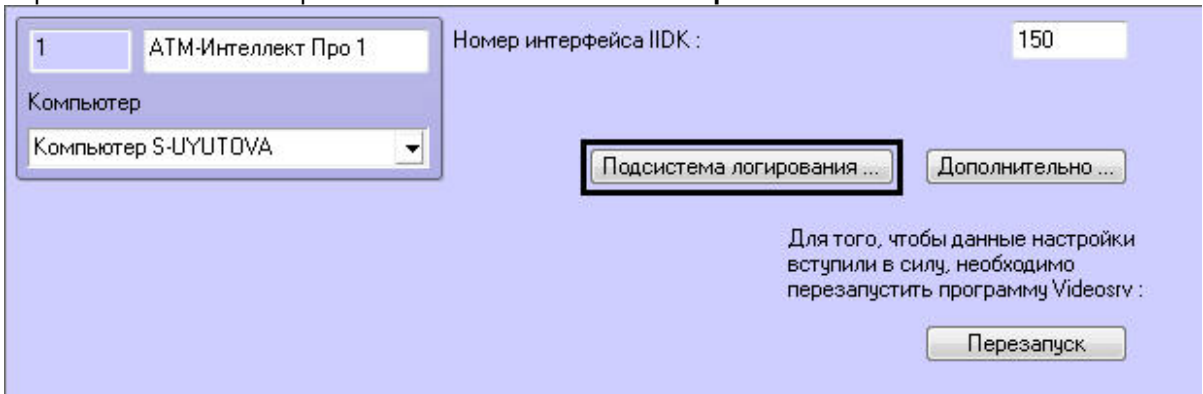 1
АТМ-Интеллект Про 1
Номер интерфейса IIDK :
150
Компьютер
Компьютер S-UYUTOVA
Подсистема логирования ...
Дополнительно ...
Для того, чтобы данные настройки
вступили в силу, необходимо
перезапустить программу Videosrv :
Перезапуск